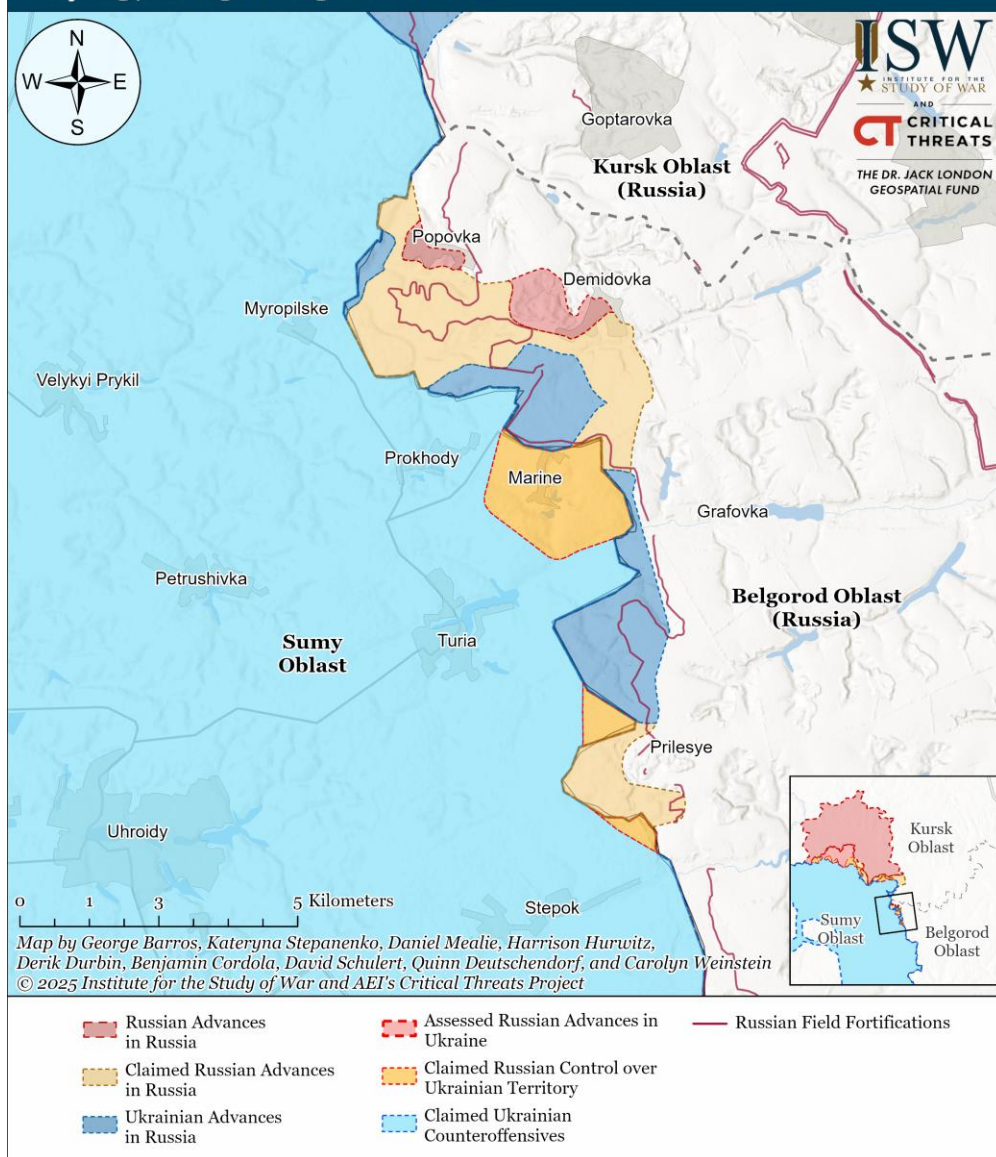 N
W E
S
ISW
INSTITUTE FOR THE
STUDY OF WAR
AND
CT CRITICAL
THREATS
THE DR. JACK LONDON
GEOSPATIAL FUND
Goptarovka
Kursk Oblast
(Russia)
Popovka
Demidovka
Myropilske
Velykyi Prykil
Prokhody
Marine
Grafovka
Petrushivka
Belgorod Oblast
(Russia)
Sumy
Oblast
Turia
Prilesye
Uhroidy
Kursk
Oblast
Sumy
Oblast
Belgorod
Oblast
0 1 3 5 Kilometers
Stepok
Map by George Barros, Kateryna Stepanenko, Daniel Mealie, Harrison Hurwitz,
Derik Durbin, Benjamin Cordola, David Schulert, Quinn Deutschendorf, and Carolyn Weinstein
© 2025 Institute for the Study of War and AEI's Critical Threats Project
Russian Advances
in Russia
Claimed Russian Advances
in Russia
Ukrainian Advances
in Russia
Assessed Russian Advances in
Ukraine
Claimed Russian Control over
Ukrainian Territory
Claimed Ukrainian
Counteroffensives
Russian Field Fortifications